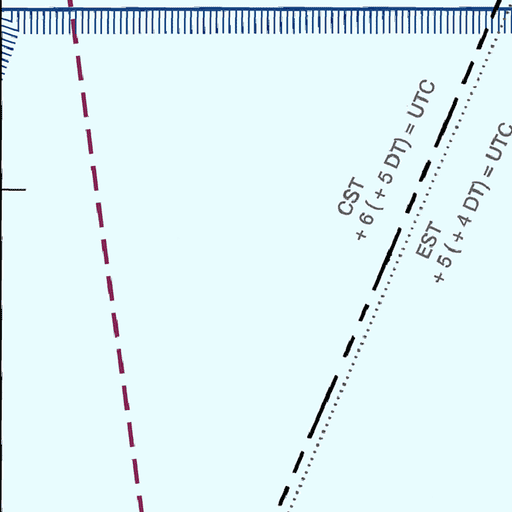 CST
+ 6 ( + 5 DT) = UTC
EST
+ 5 ( + 4 DT) = UTC